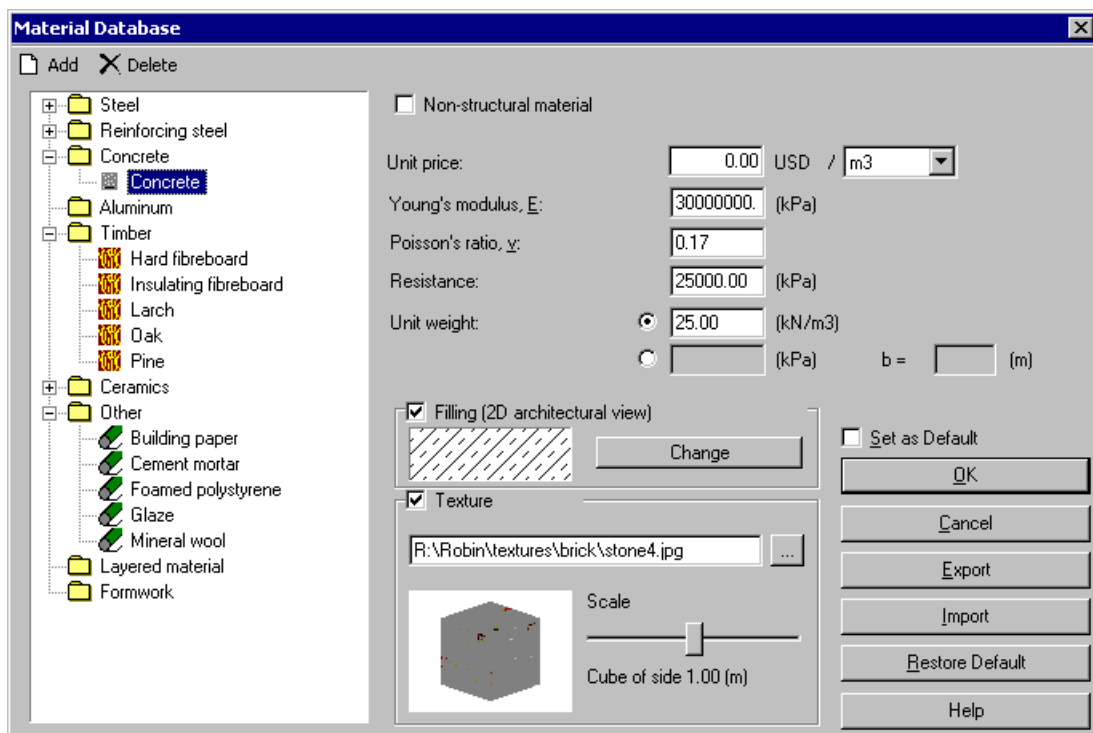 Material Database
Add Delete
Steel
Reinforcing steel
Concrete
Concrete
Aluminum
Timber
Hard fibreboard
Insulating fibreboard
Larch
Oak
Pine
Ceramics
Other
Building paper
Cement mortar
Foamed polystyrene
Glaze
Mineral wool
Layered material
Formwork
Non-structural material
Unit price: 0.00 USD / m3
Young's modulus, E: 30000000. (kPa)
Poisson's ratio, v: 0.17
Resistance: 25000.00 (kPa)
Unit weight: 25.00 (kN/m3)
(kPa) b = (m)
Filling (2D architectural view)
Change
Texture
R:\Robin\textures\brick\stone4.jpg ...
Scale
Cube of side 1.00 (m)
Set as Default
OK
Cancel
Export
Import
Restore Default
Help